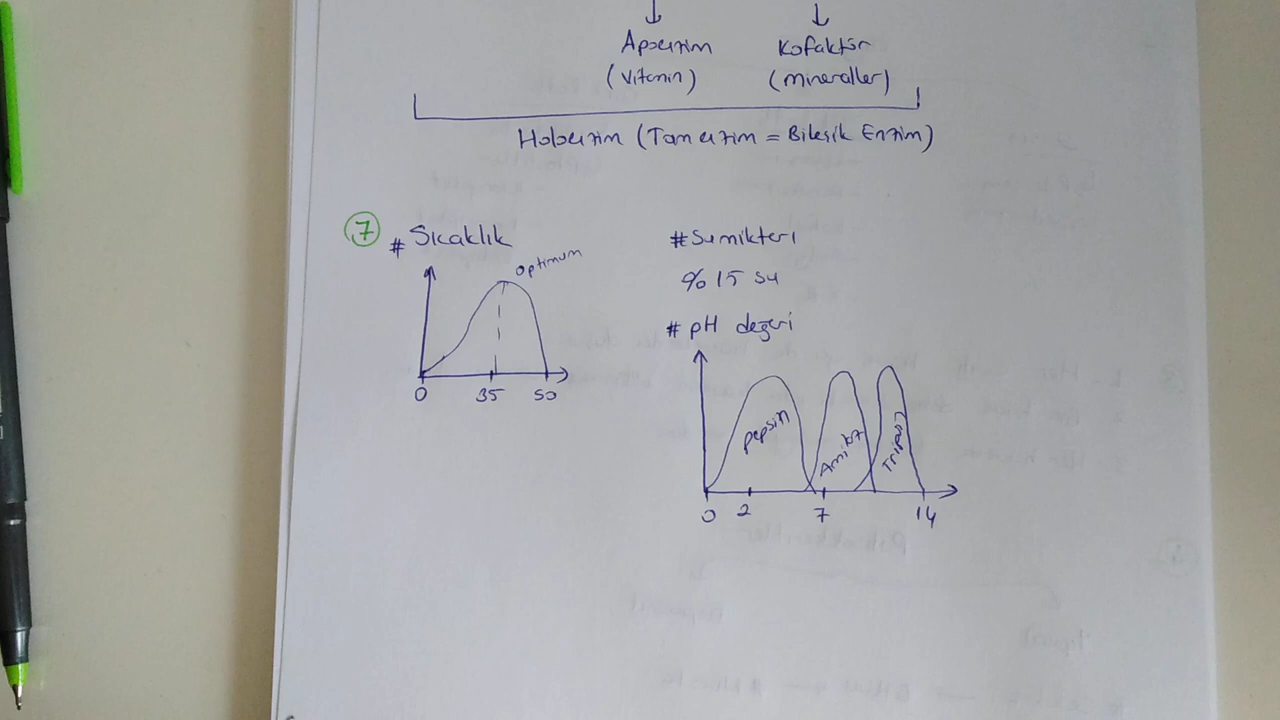 Apoenzim Kofaktör
(Vitamin) (mineraller)
Holoenzim (Tam enzim = Bileşik Enzim)
7
# Sıcaklık
optimum
0 35 50
# Su miktarı
% 15 su
# pH değeri
pepsin Amilaz Tripsin
0 2 7 14